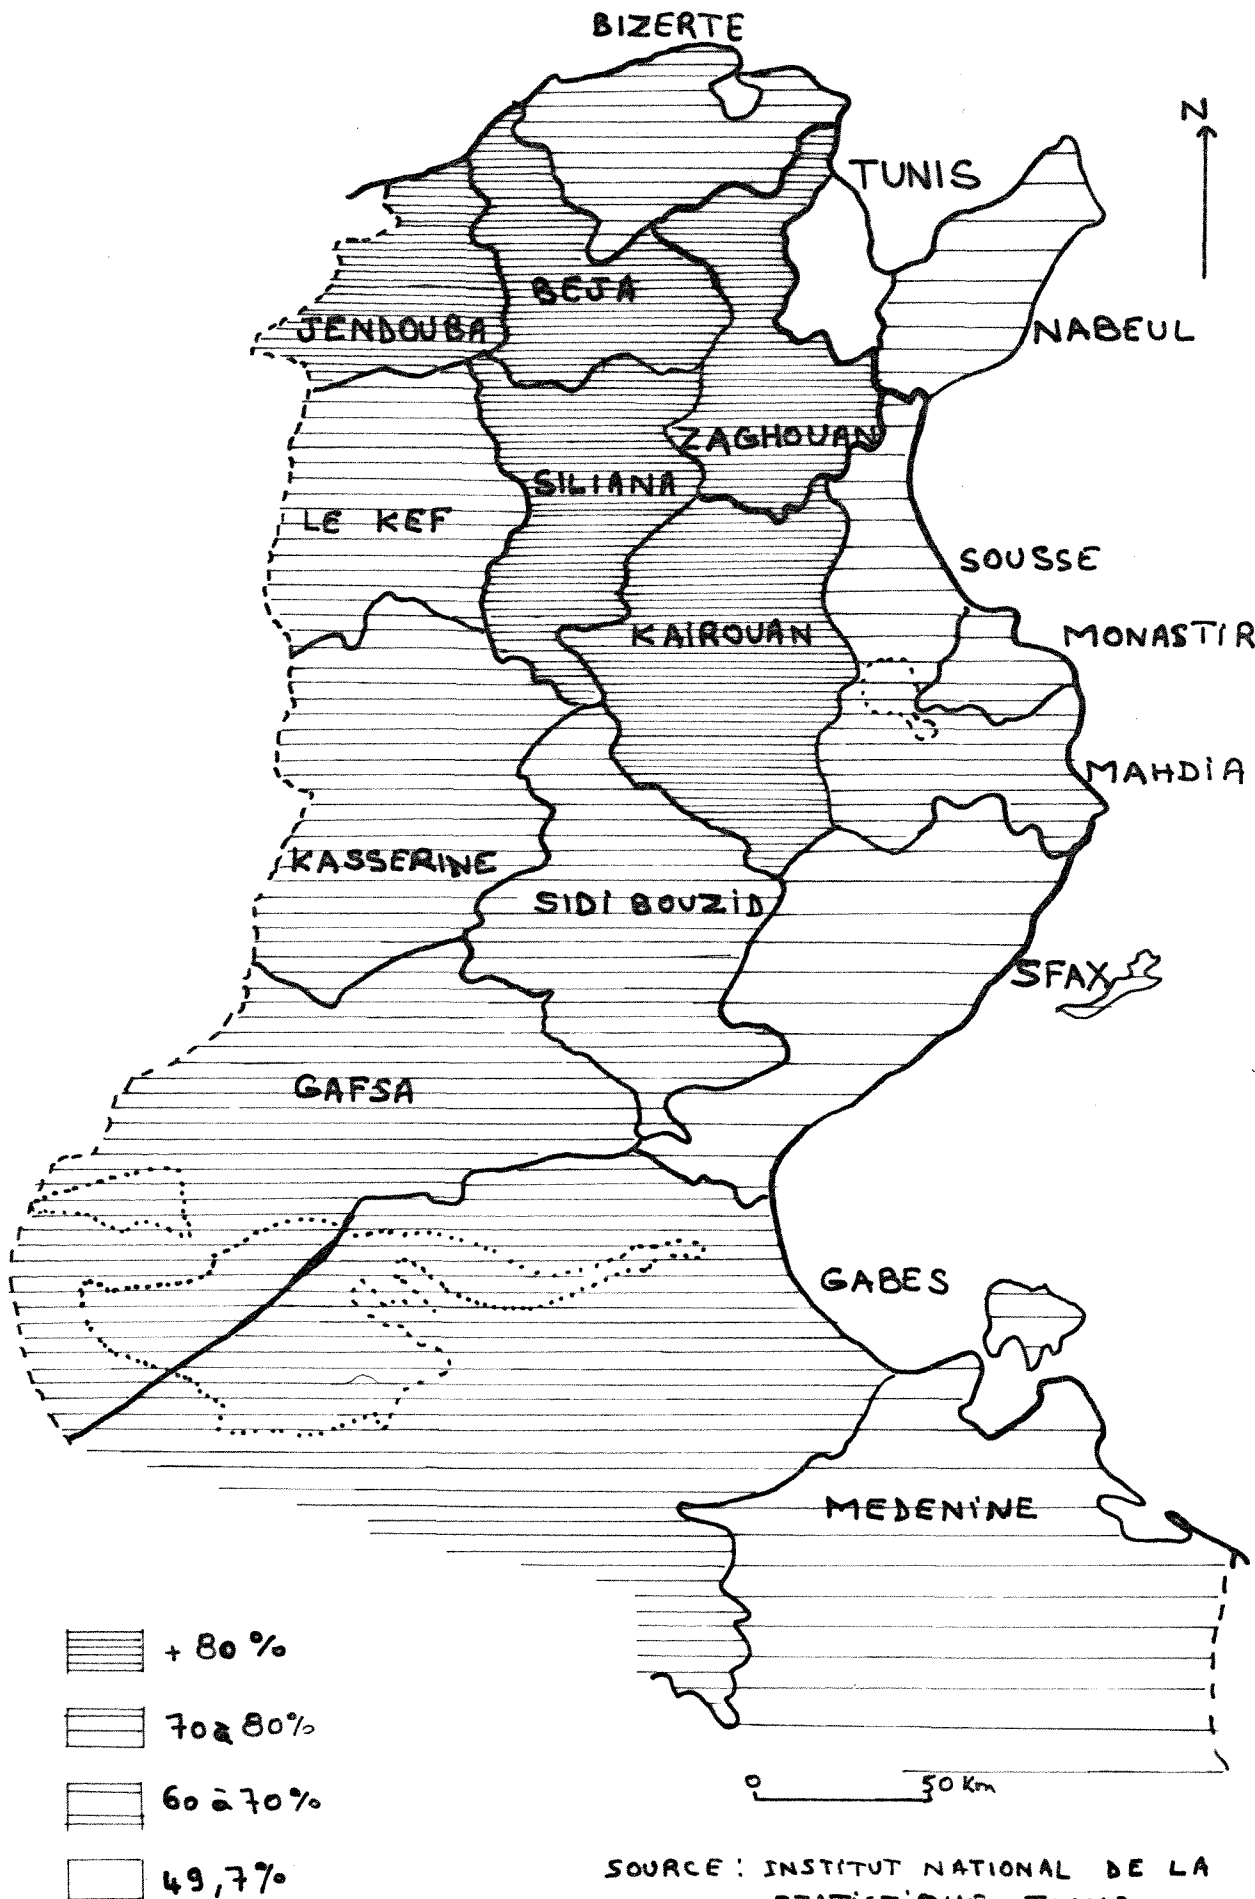 BIZERTE
N
TUNIS
NABEUL
BEJA
JENDOUBA
ZAGHOUAN
SILIANA
LE KEF
SOUSSE
MONASTIR
KAIROUAN
MAHDIA
KASSERINE
SIDI BOUZID
SFAX
GAFSA
GABES
MEDENINE
+ 80 %
70 à 80%
60 à 70%
49,7%
0 50 Km
SOURCE : INSTITUT NATIONAL DE LA